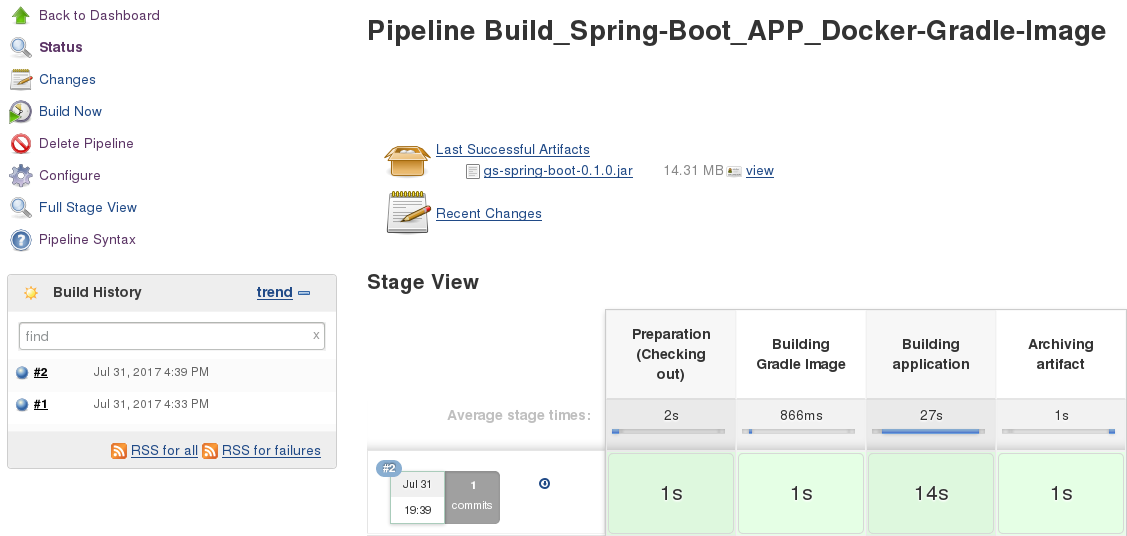 Back to Dashboard
Status
Changes
Build Now
Delete Pipeline
Configure
Full Stage View
Pipeline Syntax
Build History
trend
find
x
#2 Jul 31, 2017 4:39 PM
#1 Jul 31, 2017 4:33 PM
RSS for all RSS for failures
Pipeline Build_Spring-Boot_APP_Docker-Gradle-Image
Last Successful Artifacts
gs-spring-boot-0.1.0.jar 14.31 MB view
Recent Changes
Stage View
Preparation
(Checking
out)
Building
Gradle Image
Building
application
Archiving
artifact
Average stage times:
2s 866ms 27s 1s
#2
Jul 31
19:39
1
commits
1s 1s 14s 1s